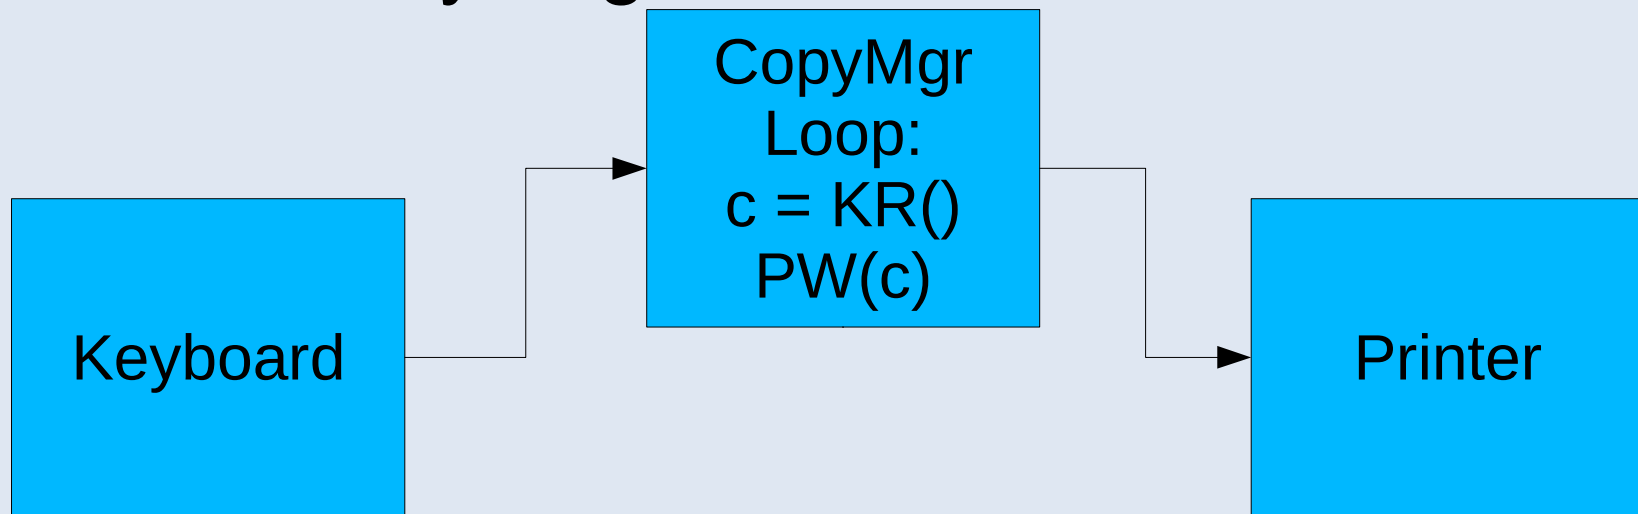 CopyMgr
Loop:
c = KR()
PW(c)
Keyboard
Printer